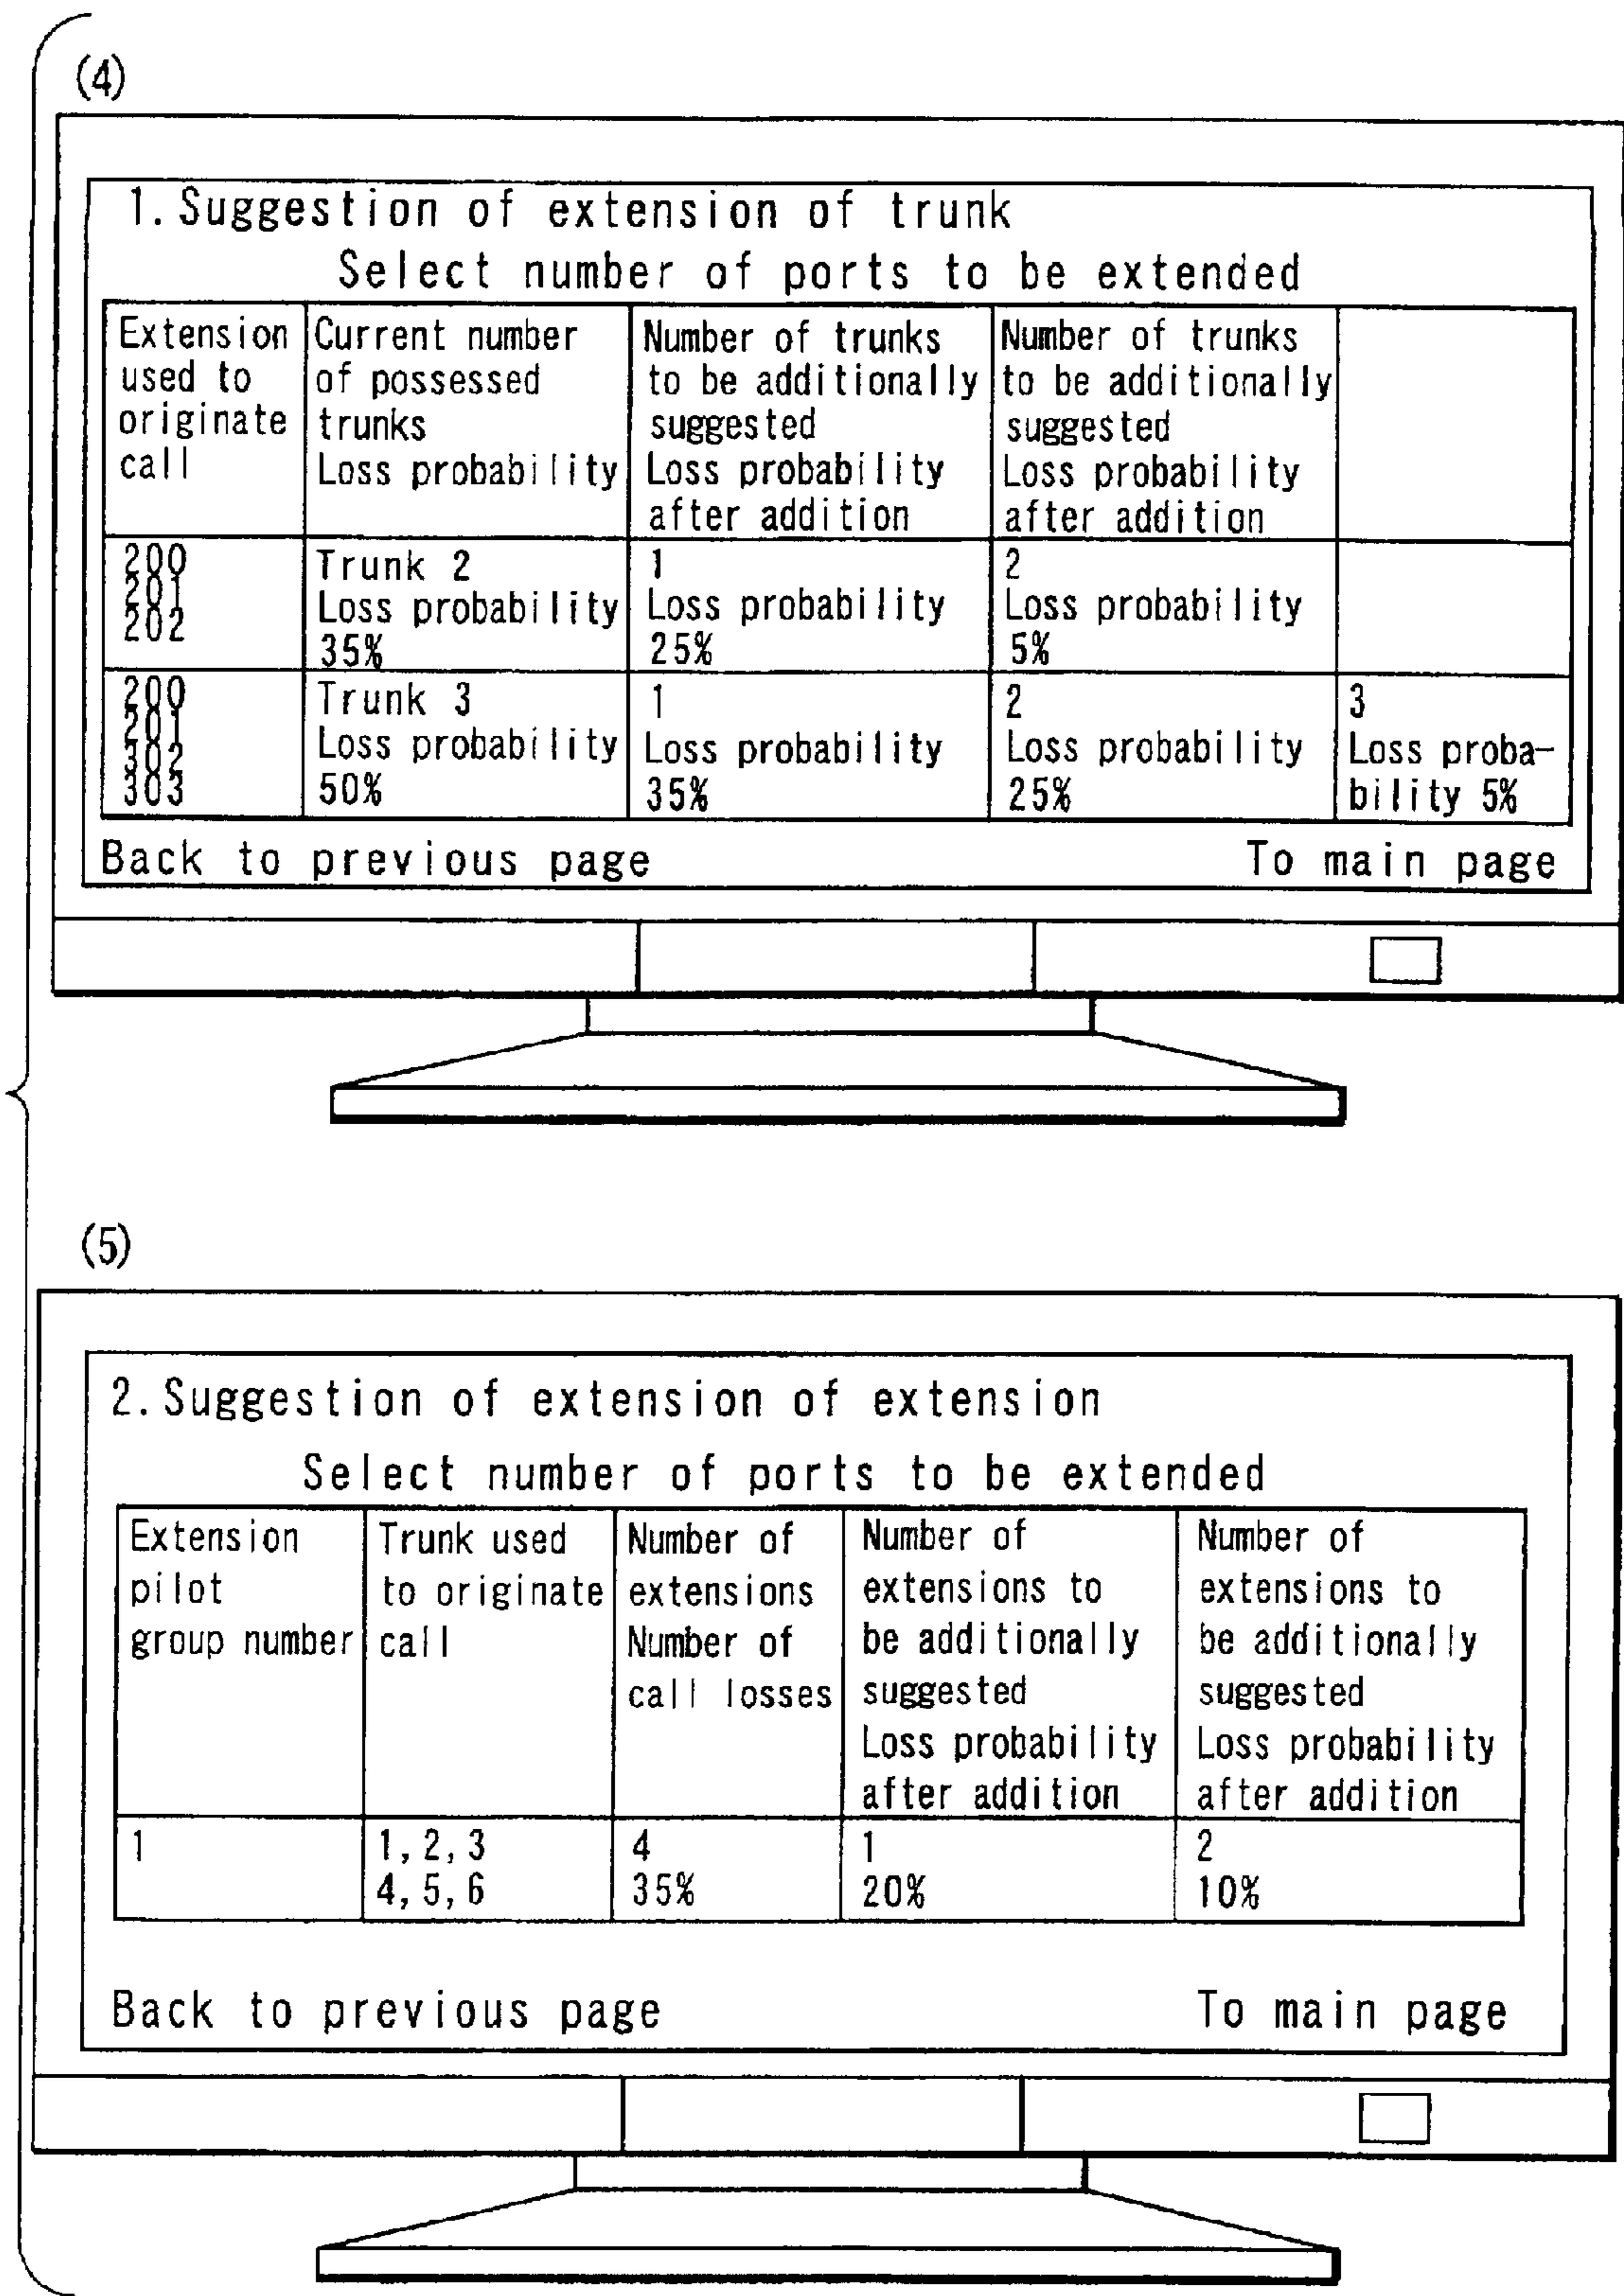 (4)
1. Suggestion of extension of trunk
Select number of ports to be extended
Extension
used to
originate
call
Current number
of possessed
trunks
Loss probability
Number of trunks
to be additionally
suggested
Loss probability
after addition
Number of trunks
to be additionally
suggested
Loss probability
after addition
200
201
202
Trunk 2
Loss probability
35%
1
Loss probability
25%
2
Loss probability
5%
200
201
302
303
Trunk 3
Loss probability
50%
1
Loss probability
35%
2
Loss probability
25%
3
Loss proba-
bility 5%
Back to previous page
To main page
(5)
2. Suggestion of extension of extension
Select number of ports to be extended
Extension
pilot
group number
Trunk used
to originate
call
Number of
extensions
Number of
call losses
Number of
extensions to
be additionally
suggested
Loss probability
after addition
Number of
extensions to
be additionally
suggested
Loss probability
after addition
1
1, 2, 3
4, 5, 6
4
35%
1
20%
2
10%
Back to previous page
To main page